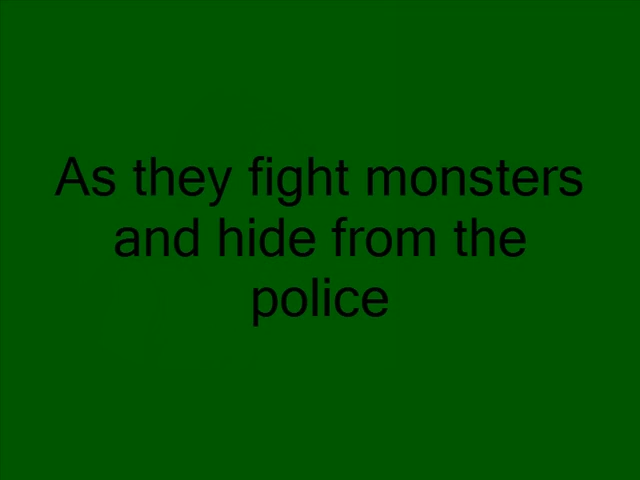 As they fight monsters
and hide from the
police